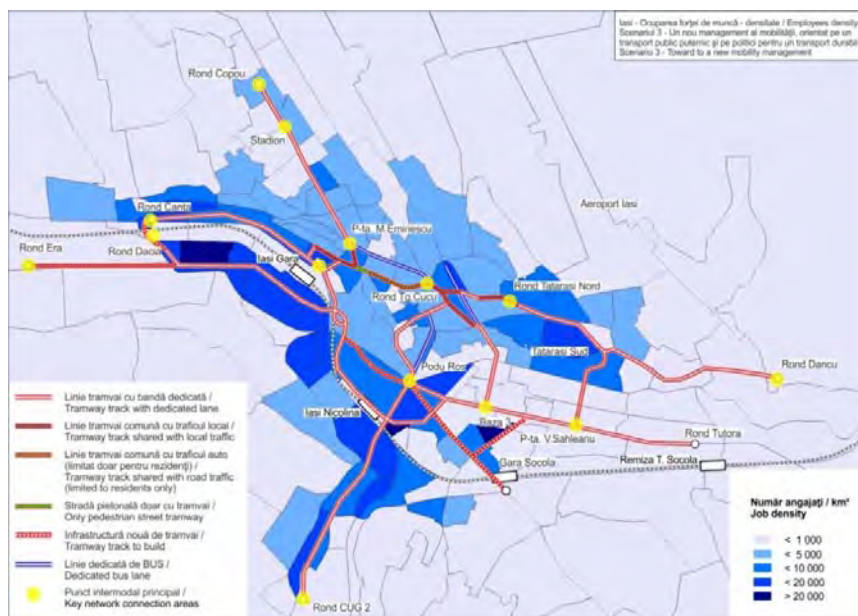 Iasi - Ocuparea forței de muncă - densitate / Employees density
Scenariul 3 - Un nou management al mobilității, orientat pe un
transport public puternic și pe politici pentru un transport durabil
Scenario 3 - Toward to a new mobility management
Rond Copou
Stadion
Aeroport Iasi
Rond Canta
P-ta. M.Eminescu
Rond Era
Rond Dacia
Iasi Gara
Rond Tatarasi Nord
Rond Tg.Cucu
Tatarasi Sud
Rond Dancu
Podu Ros
Iasi Nicolina
Baza 3
P-ta. V.Sahleanu
Rond Tutora
Gara Socola
Remiza T. Socola
Rond CUG 2
Linie tramvai cu bandă dedicată /
Tramway track with dedicated lane
Linie tramvai comună cu traficul local /
Tramway track shared with local traffic
Linie tramvai comună cu traficul auto
(limitat doar pentru rezidenți) /
Tramway track shared with road traffic
(limited to residents only)
Stradă pietonală doar cu tramvai /
Only pedestrian street tramway
Infrastructură nouă de tramvai /
Tramway track to build
Linie dedicată de BUS /
Dedicated bus lane
Punct intermodal principal /
Key network connection areas
Număr angajați / km²
Job density
< 1 000
< 5 000
< 10 000
< 20 000
> 20 000